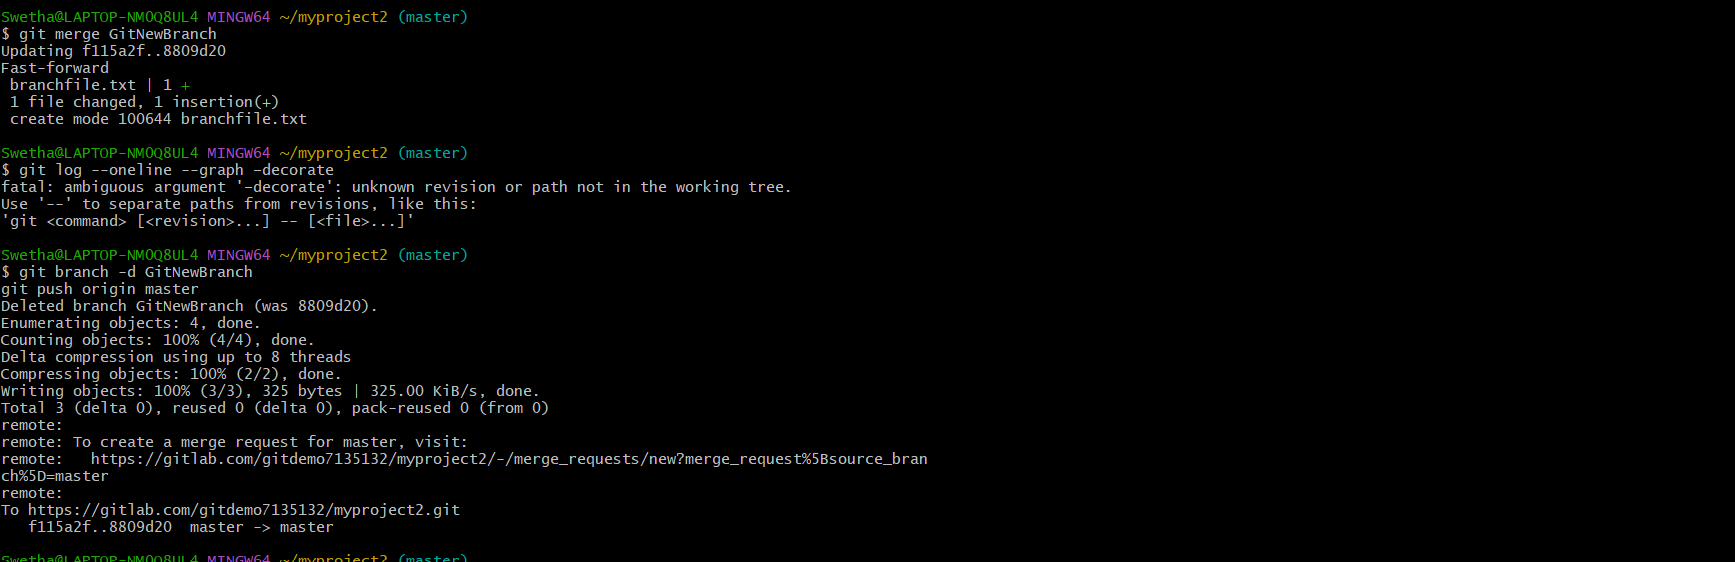 Swetha@LAPTOP-NM0Q8UL4 MINGW64 ~/myproject2 (master)
$ git merge GitNewBranch
Updating f115a2f..8809d20
Fast-forward
 branchfile.txt | 1 +
 1 file changed, 1 insertion(+)
 create mode 100644 branchfile.txt

Swetha@LAPTOP-NM0Q8UL4 MINGW64 ~/myproject2 (master)
$ git log --oneline --graph –decorate
fatal: ambiguous argument '–decorate': unknown revision or path not in the working tree.
Use '--' to separate paths from revisions, like this:
'git <command> [<revision>...] -- [<file>...]'

Swetha@LAPTOP-NM0Q8UL4 MINGW64 ~/myproject2 (master)
$ git branch -d GitNewBranch
git push origin master
Deleted branch GitNewBranch (was 8809d20).
Enumerating objects: 4, done.
Counting objects: 100% (4/4), done.
Delta compression using up to 8 threads
Compressing objects: 100% (2/2), done.
Writing objects: 100% (3/3), 325 bytes | 325.00 KiB/s, done.
Total 3 (delta 0), reused 0 (delta 0), pack-reused 0 (from 0)
remote:
remote: To create a merge request for master, visit:
remote:   https://gitlab.com/gitdemo7135132/myproject2/-/merge_requests/new?merge_request%5Bsource_bran
ch%5D=master
remote:
To https://gitlab.com/gitdemo7135132/myproject2.git
   f115a2f..8809d20  master -> master

Swetha@LAPTOP-NM0Q8UL4 MINGW64 ~/myproject2 (master)